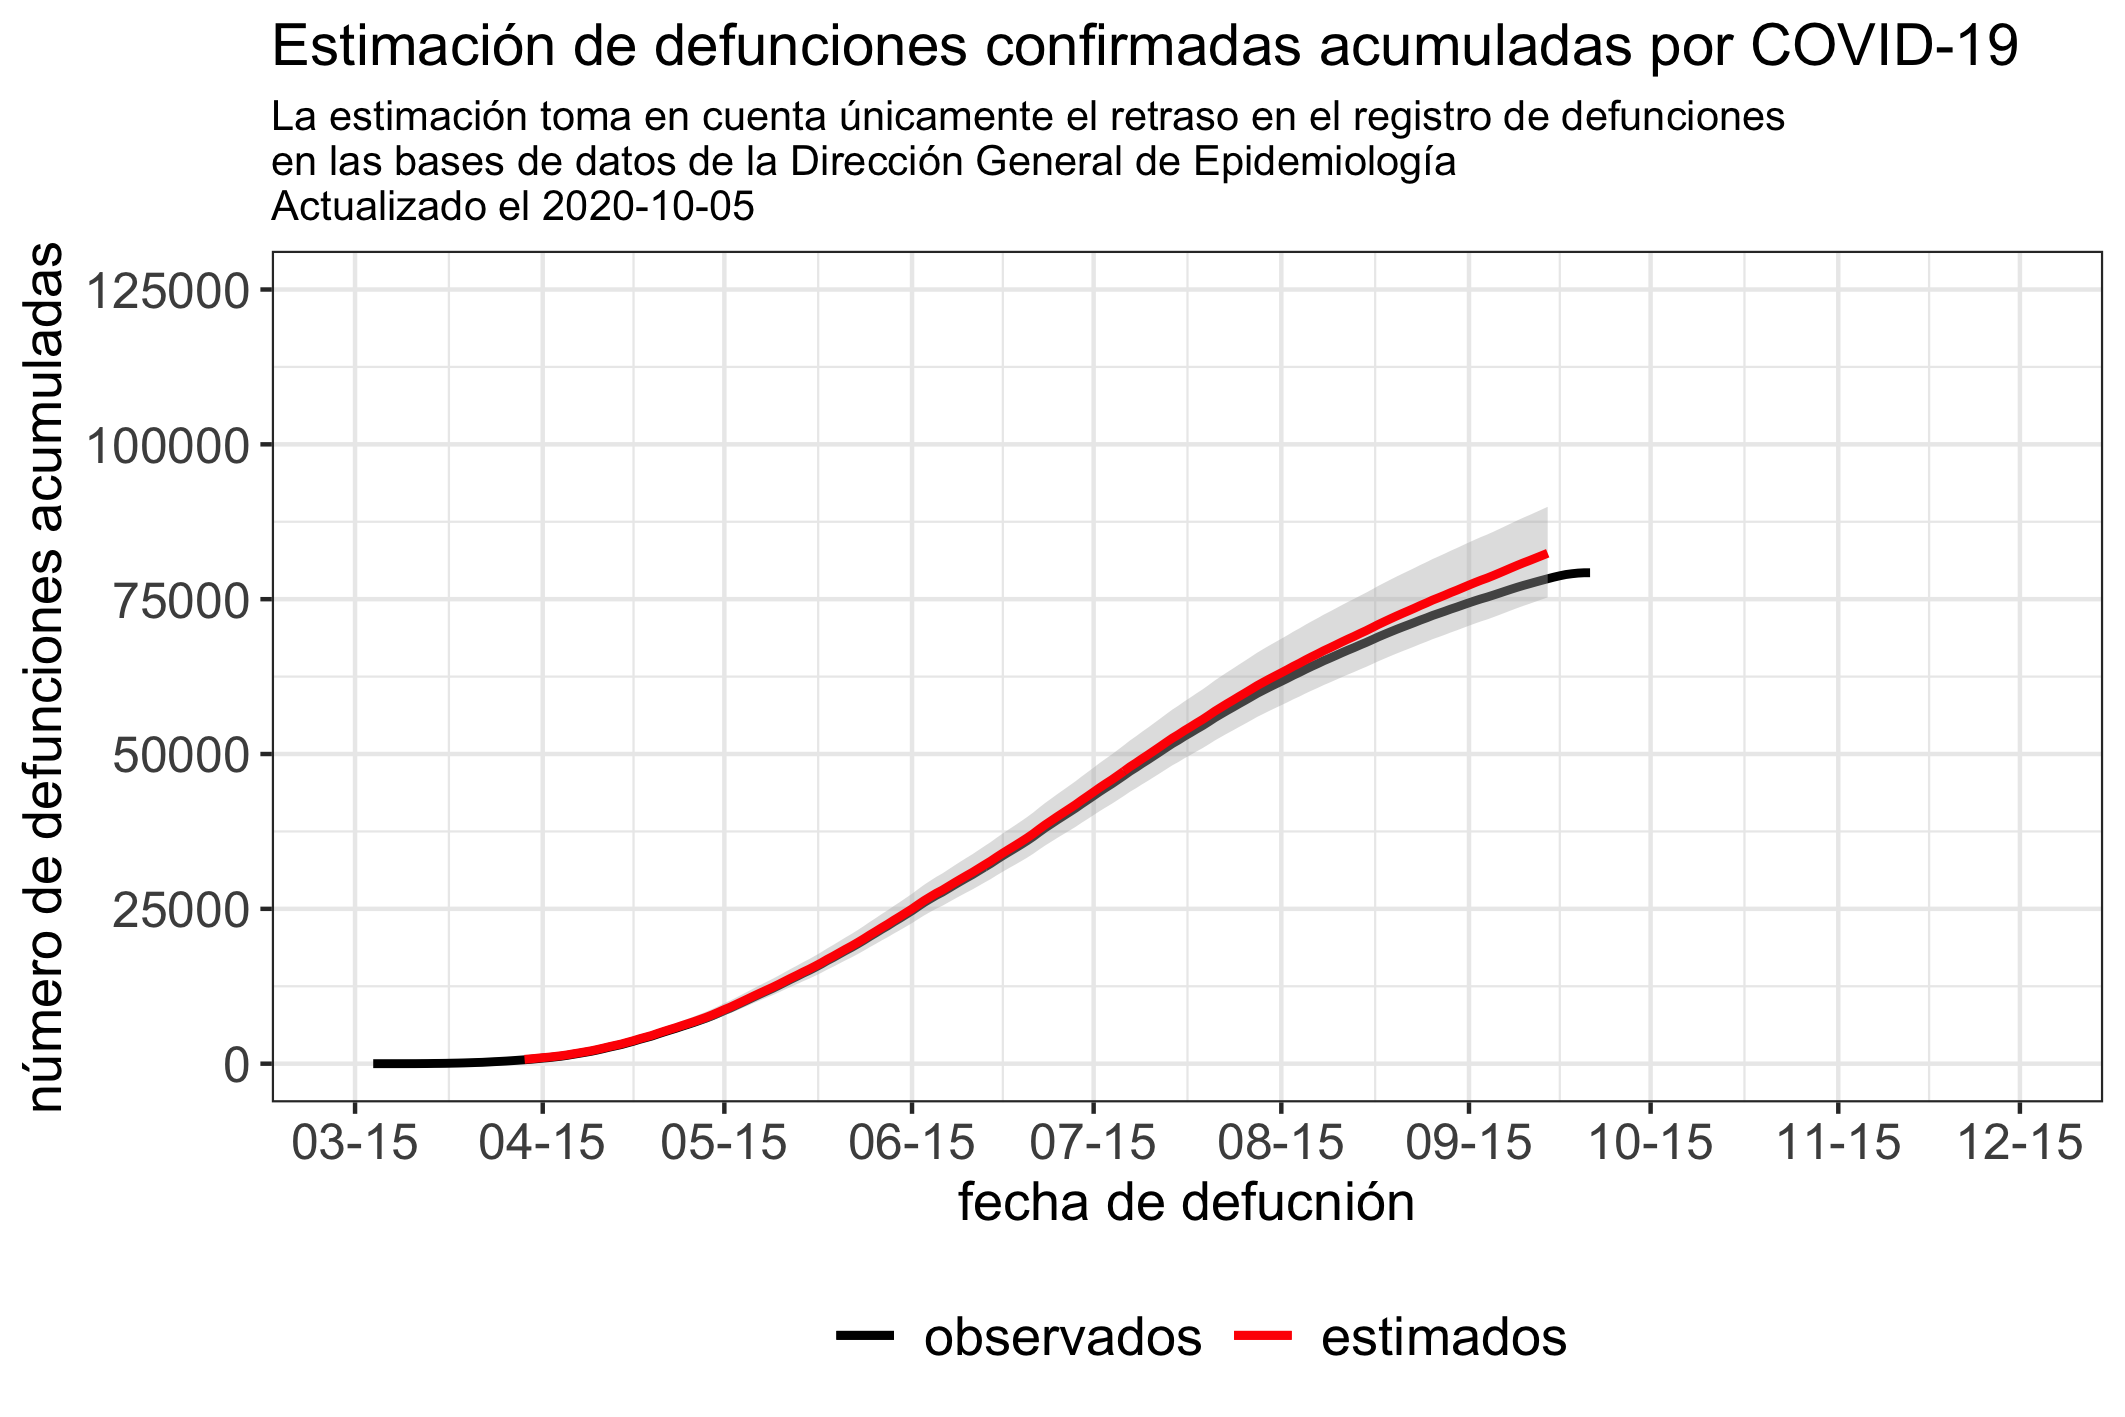 Estimación de defunciones confirmadas acumuladas por COVID-19
La estimación toma en cuenta únicamente el retraso en el registro de defunciones
en las bases de datos de la Dirección General de Epidemiología
Actualizado el 2020-10-05
número de defunciones acumuladas
125000
100000
75000
50000
25000
0
03-15 04-15 05-15 06-15 07-15 08-15 09-15 10-15 11-15 12-15
fecha de defucnión
observados estimados